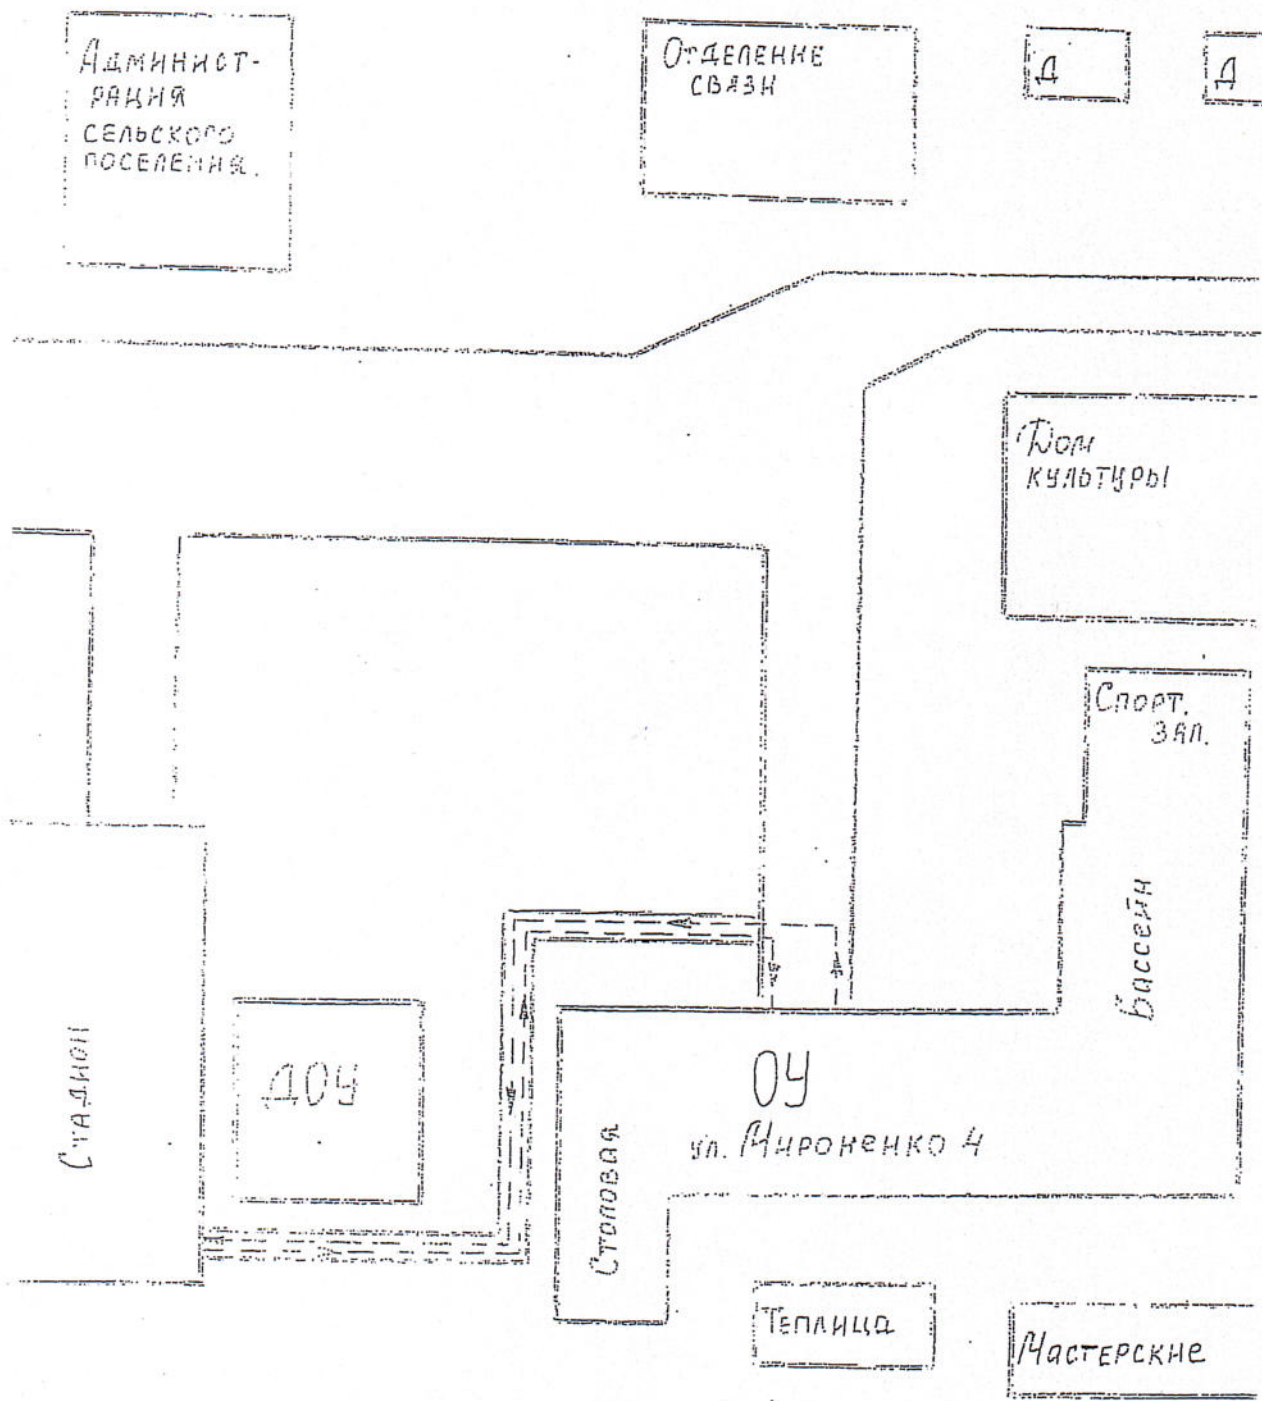 Админист-
рация
сельского
поселения.
Отделение
связи
Д
Д
Дом
культуры
Спорт.
зал.
Бассейн
Стадион
ДОУ
ОУ
ул. Мироненко 4
Столовая
Теплица
Мастерские